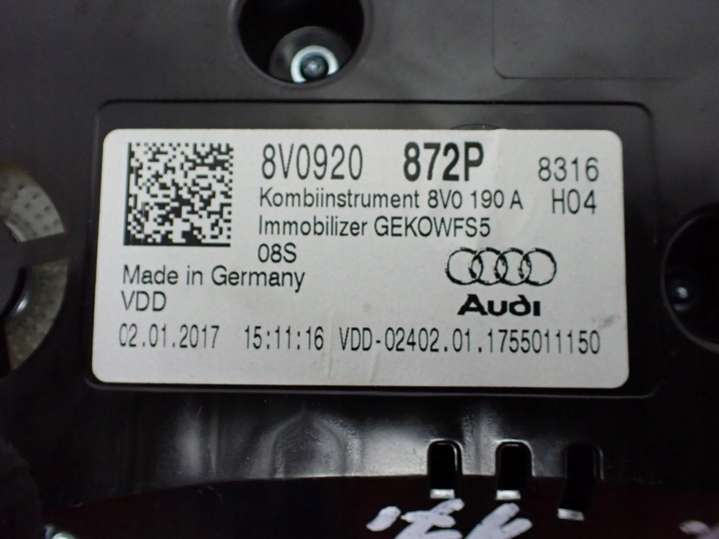 8V0920 872P 8316
Kombiinstrument 8V0 190 A H04
Immobilizer GEKOWFS5
08S
Made in Germany
VDD
Audi
02.01.2017 15:11:16 VDD-02402.01.1755011150